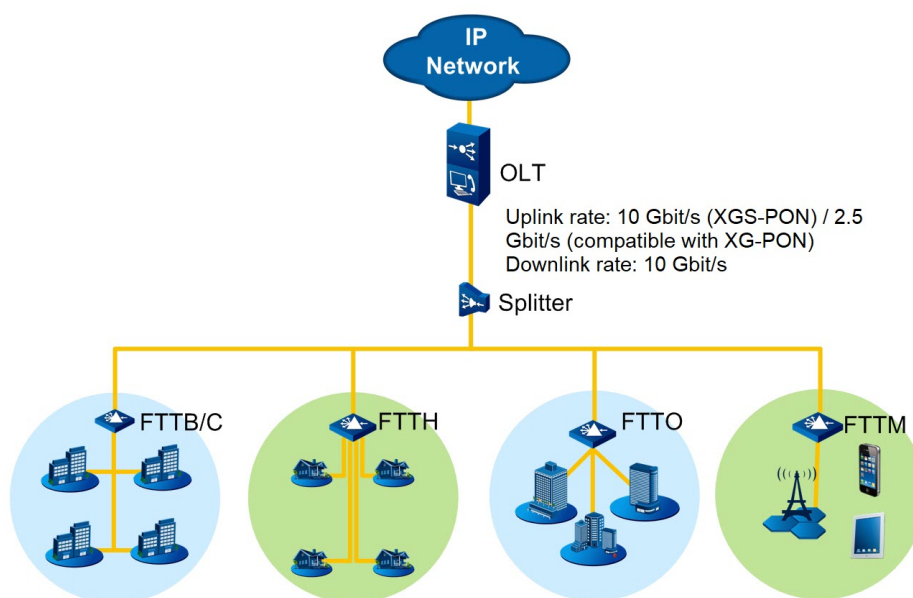 IP
Network
OLT
Uplink rate: 10 Gbit/s (XGS-PON) / 2.5
Gbit/s (compatible with XG-PON)
Downlink rate: 10 Gbit/s
Splitter
FTTB/C
FTTH
FTTO
FTTM